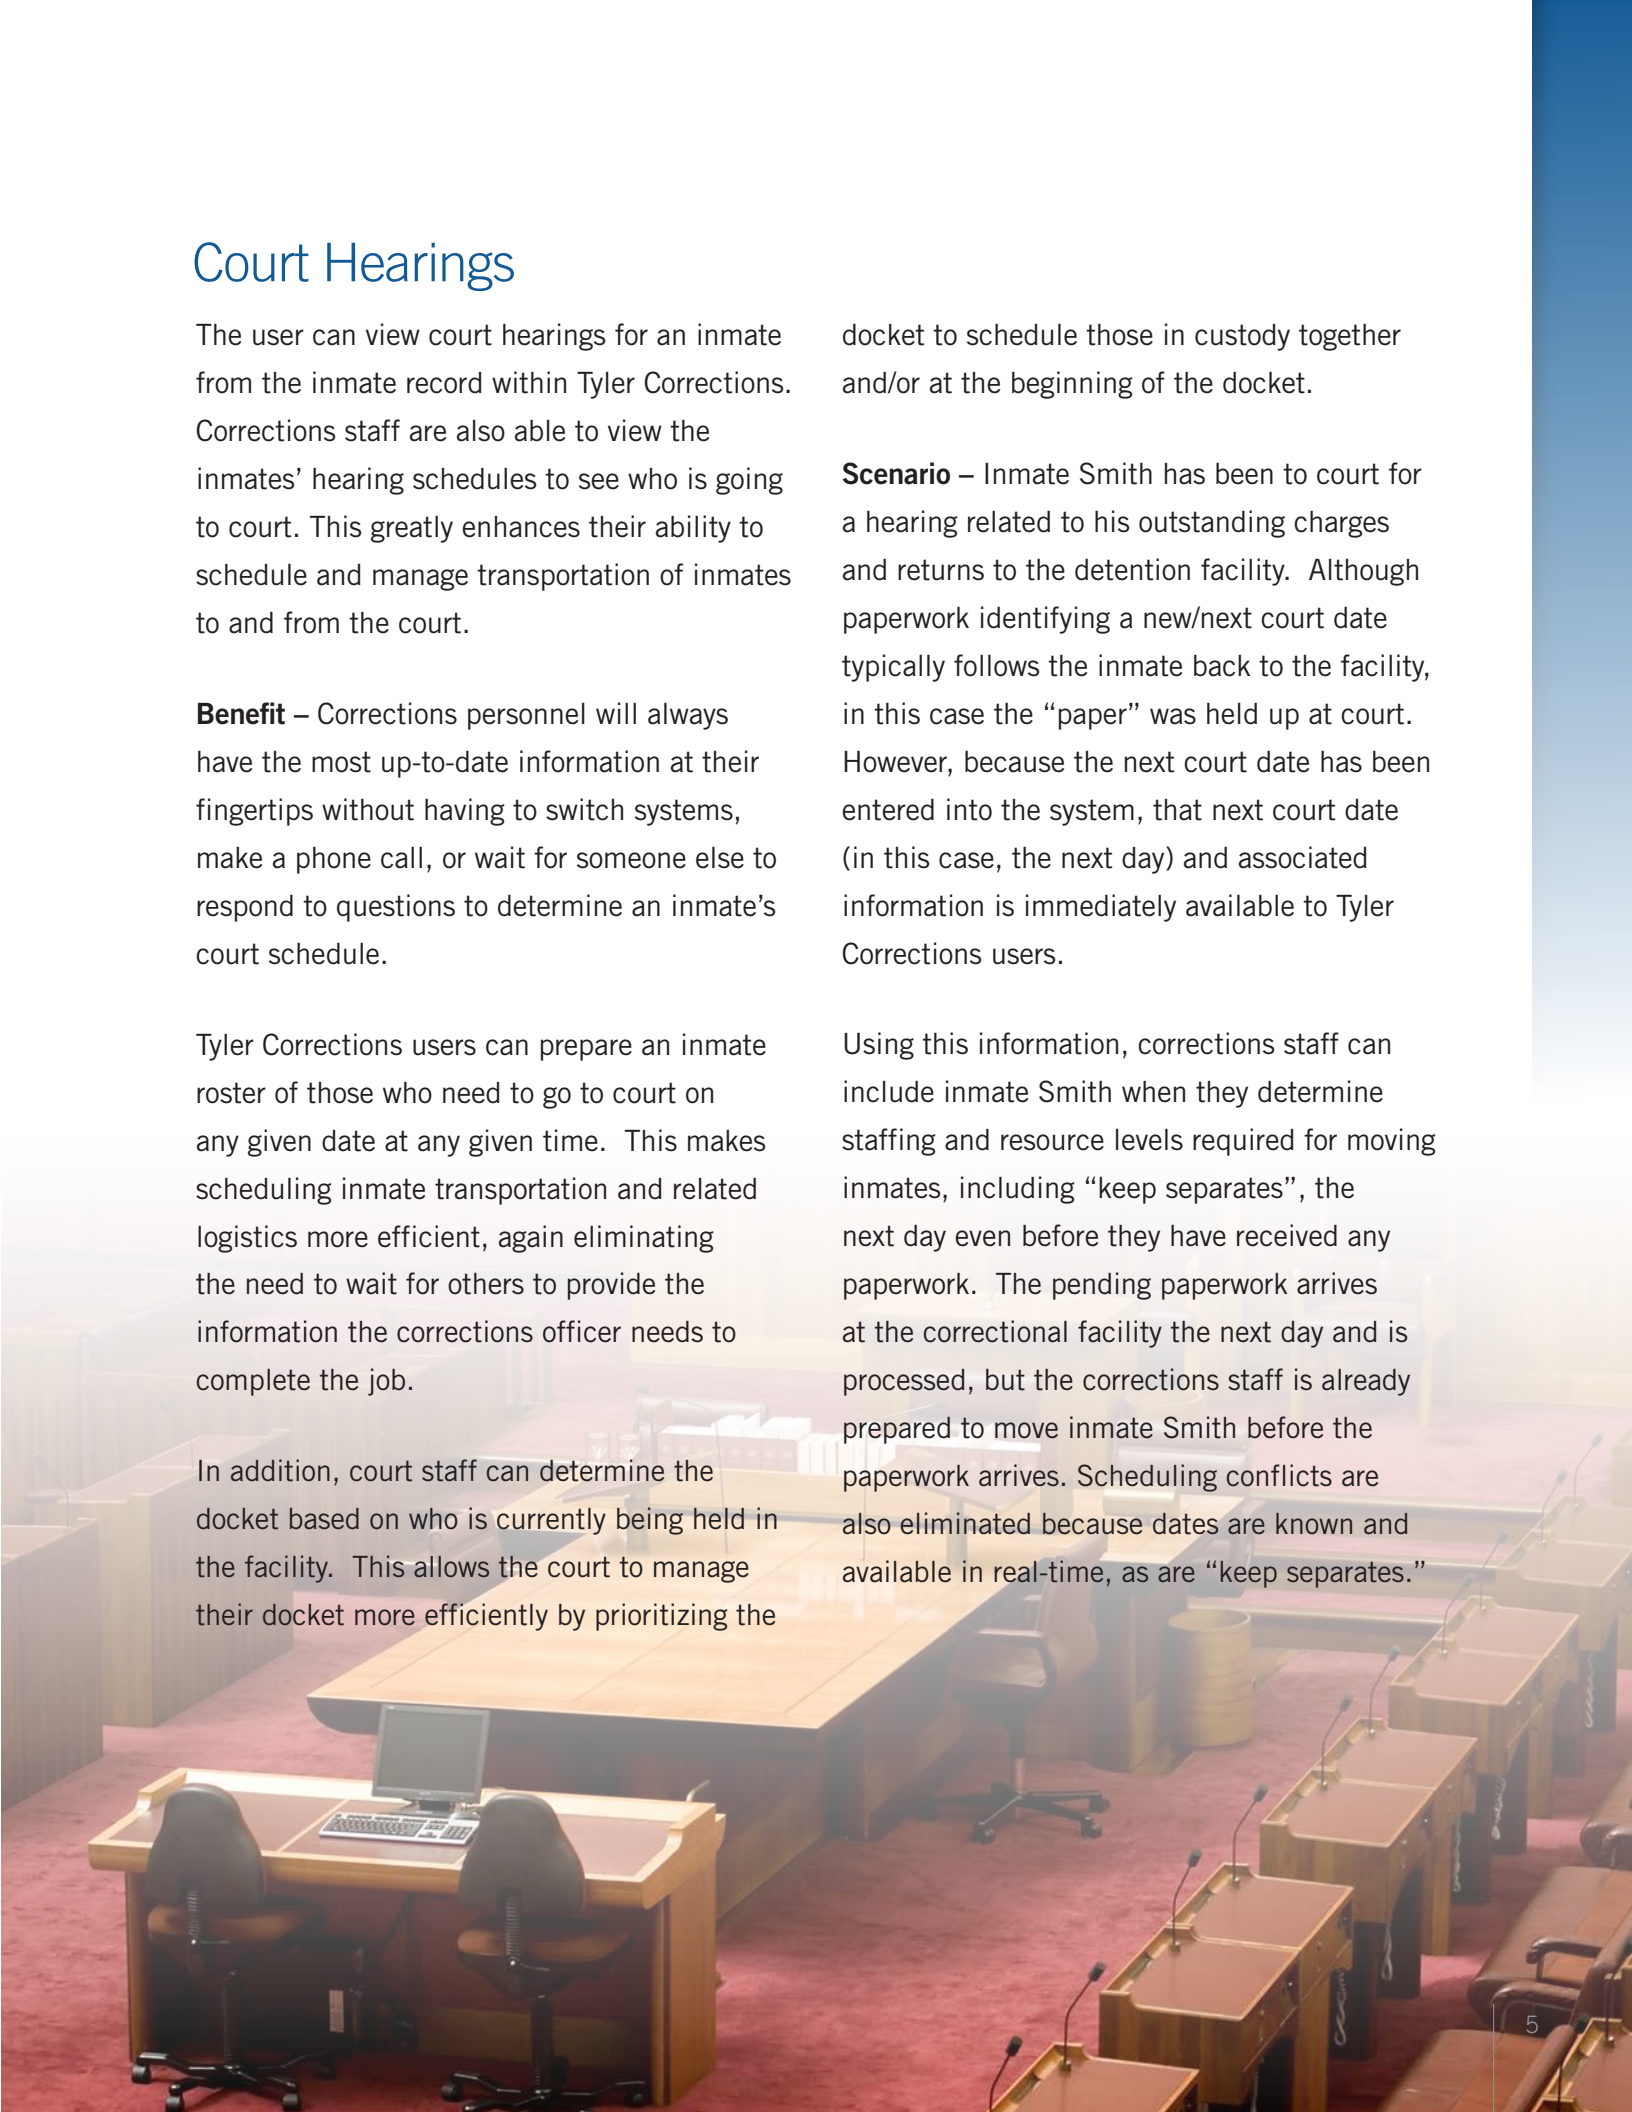 Court Hearings
The user can view court hearings for an inmate
from the inmate record within Tyler Corrections.
Corrections staff are also able to view the
inmates’ hearing schedules to see who is going
to court. This greatly enhances their ability to
schedule and manage transportation of inmates
to and from the court.
Benefit – Corrections personnel will always
have the most up-to-date information at their
fingertips without having to switch systems,
make a phone call, or wait for someone else to
respond to questions to determine an inmate’s
court schedule.
Tyler Corrections users can prepare an inmate
roster of those who need to go to court on
any given date at any given time.  This makes
scheduling inmate transportation and related
logistics more efficient, again eliminating
the need to wait for others to provide the
information the corrections officer needs to
complete the job.
In addition, court staff can determine the
docket based on who is currently being held in
the facility.  This allows the court to manage
their docket more efficiently by prioritizing the
docket to schedule those in custody together
and/or at the beginning of the docket.
Scenario – Inmate Smith has been to court for
a hearing related to his outstanding charges
and returns to the detention facility.  Although
paperwork identifying a new/next court date
typically follows the inmate back to the facility,
in this case the “paper” was held up at court.
However, because the next court date has been
entered into the system, that next court date
(in this case, the next day) and associated
information is immediately available to Tyler
Corrections users.
Using this information, corrections staff can
include inmate Smith when they determine
staffing and resource levels required for moving
inmates, including “keep separates”, the
next day even before they have received any
paperwork.  The pending paperwork arrives
at the correctional facility the next day and is
processed, but the corrections staff is already
prepared to move inmate Smith before the
paperwork arrives. Scheduling conflicts are
also eliminated because dates are known and
available in real-time, as are “keep separates.”
5